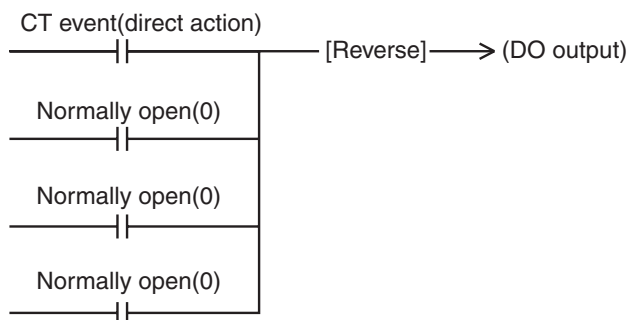 CT event(direct action)
[Reverse] (DO output)
Normally open(0)
Normally open(0)
Normally open(0)